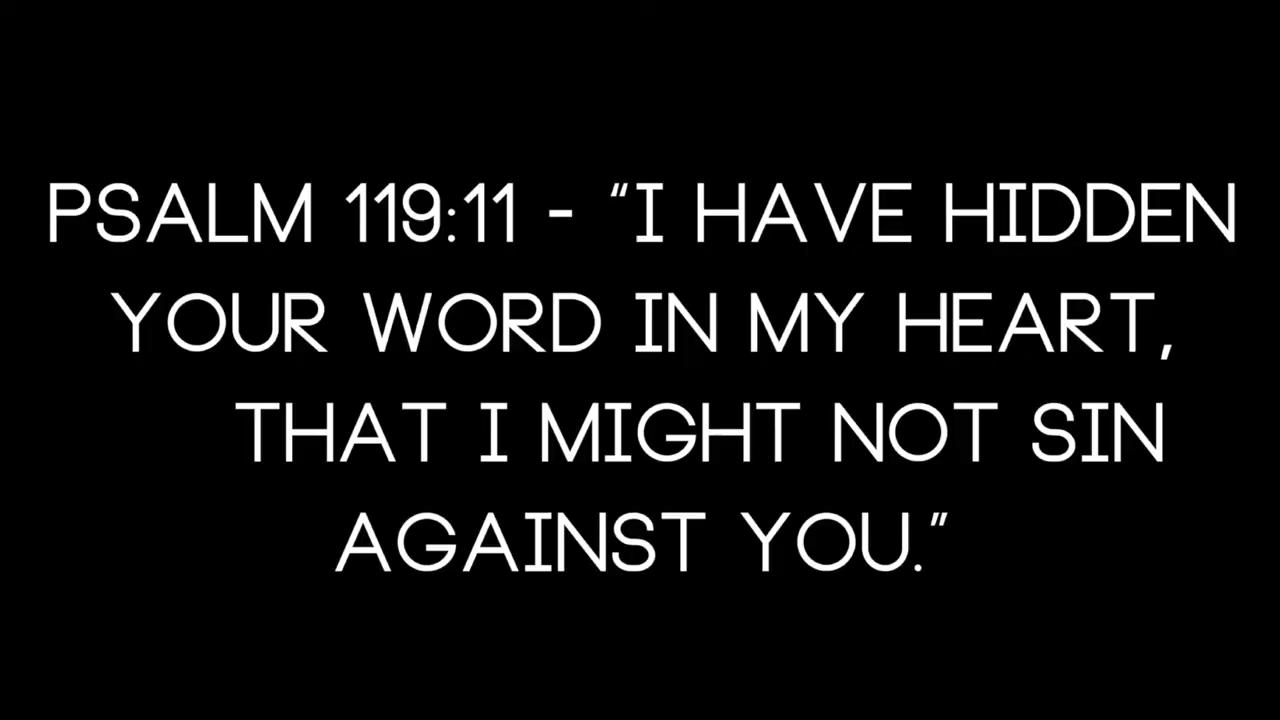 PSALM 119:11 - "I HAVE HIDDEN
YOUR WORD IN MY HEART,
THAT I MIGHT NOT SIN
AGAINST YOU."